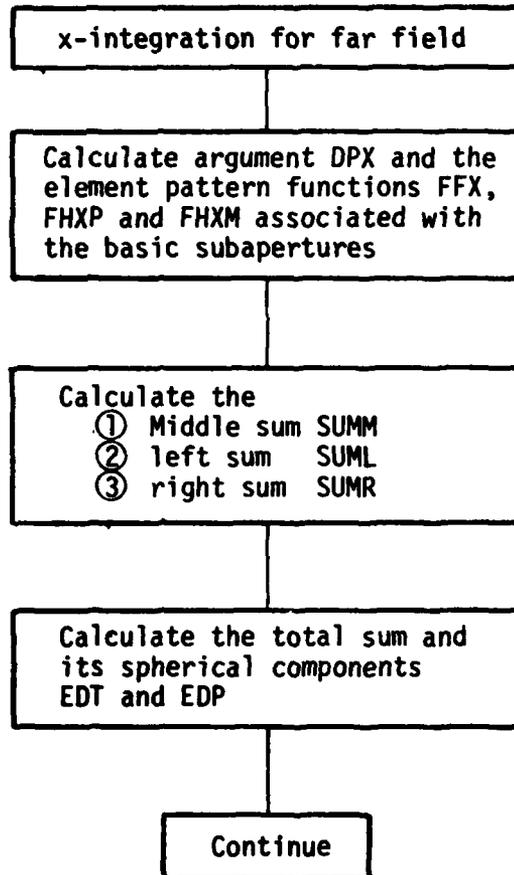 x-integration for far field
Calculate argument DPX and the
element pattern functions FFX,
FHXP and FHXM associated with
the basic subapertures
Calculate the
① Middle sum SUMM
② left sum SUML
③ right sum SUMR
Calculate the total sum and
its spherical components
EDT and EDP
Continue